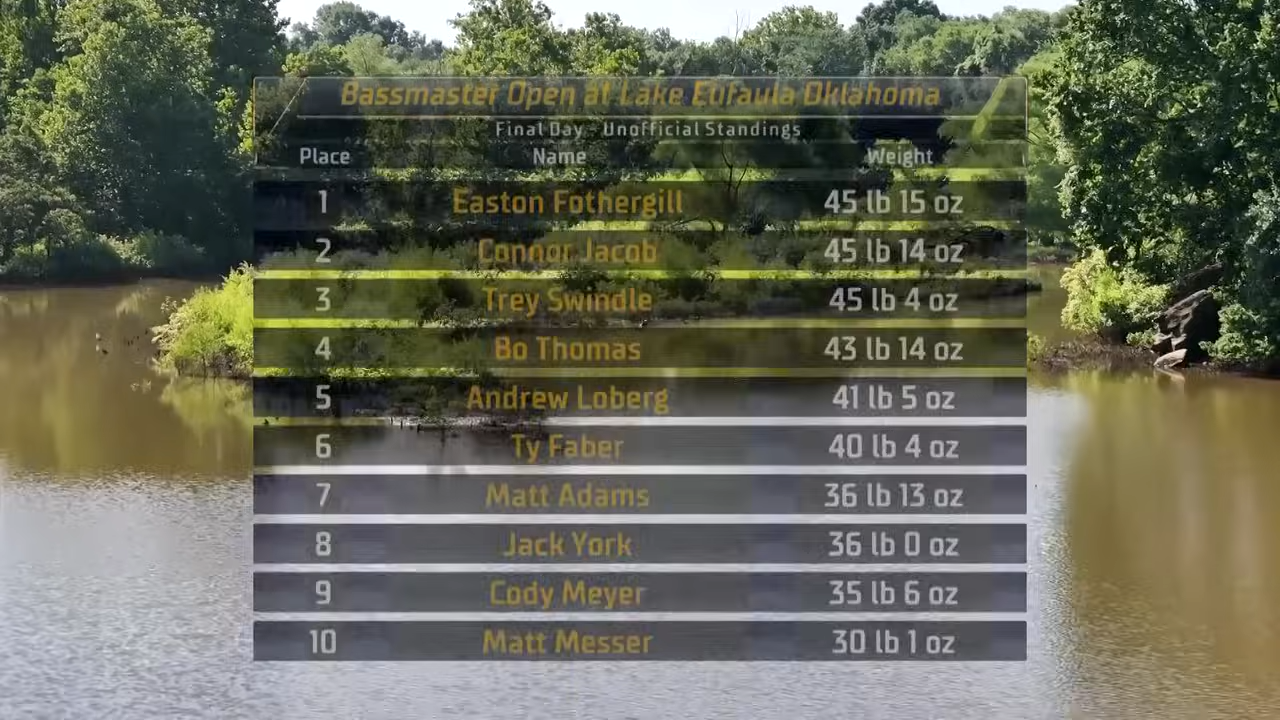 Bassmaster Open at Lake Eufaula Oklahoma
Final Day - Unofficial Standings
Place Name Weight
1 Easton Fothergill 45 lb 15 oz
2 Connor Jacob 45 lb 14 oz
3 Trey Swindle 45 lb 4 oz
4 Bo Thomas 43 lb 14 oz
5 Andrew Loberg 41 lb 5 oz
6 Ty Faber 40 lb 4 oz
7 Matt Adams 36 lb 13 oz
8 Jack York 36 lb 0 oz
9 Cody Meyer 35 lb 6 oz
10 Matt Messer 30 lb 1 oz